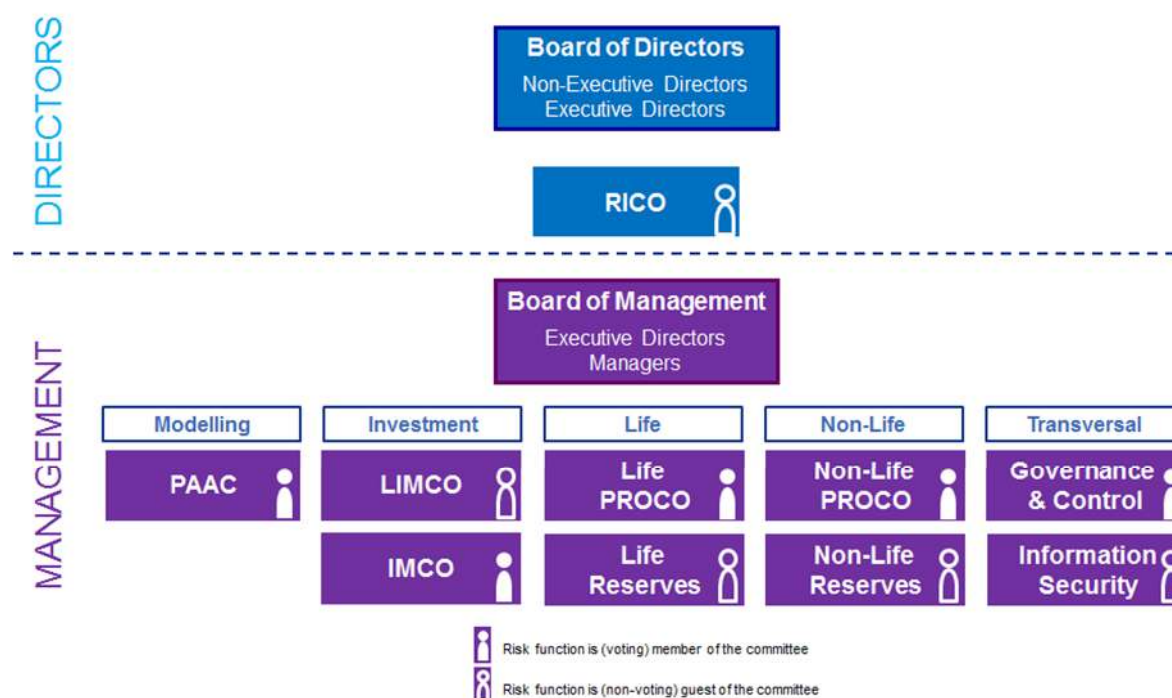 DIRECTORS
Board of Directors
Non-Executive Directors
Executive Directors
RICO
MANAGEMENT
Board of Management
Executive Directors
Managers
Modelling
Investment
Life
Non-Life
Transversal
PAAC
LIMCO
Life
PROCO
Non-Life
PROCO
Governance
& Control
IMCO
Life
Reserves
Non-Life
Reserves
Information
Security
Risk function is (voting) member of the committee
Risk function is (non-voting) guest of the committee